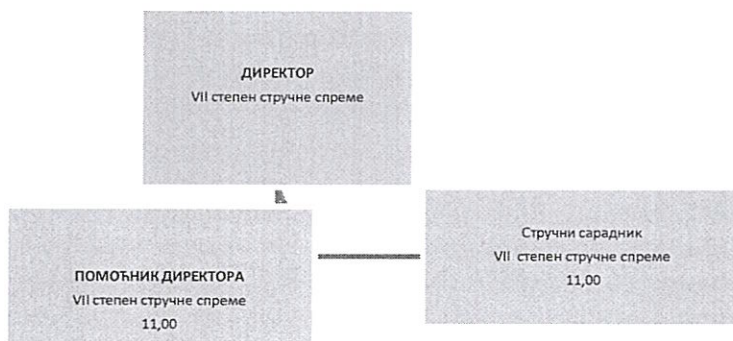 ДИРЕКТОР
VII степен стручне спреме
ПОМОЋНИК ДИРЕКТОРА
VII степен стручне спреме
11,00
Стручни сарадник
VII степен стручне спреме
11,00